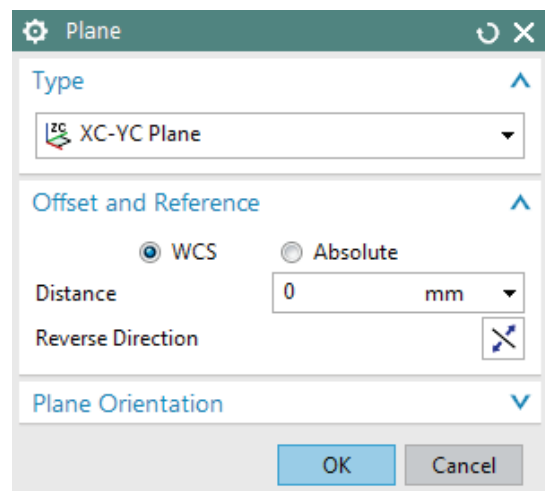 Plane
Type
ZC XC-YC Plane
Offset and Reference
WCS Absolute
Distance 0 mm
Reverse Direction
Plane Orientation
OK Cancel